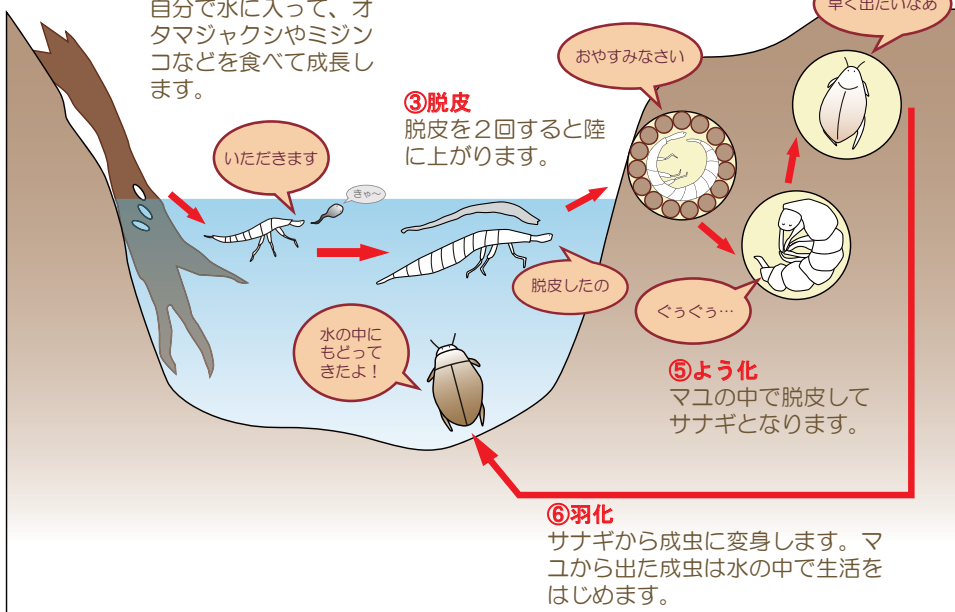 自分で水に入って、オ
タマジャクシやミジン
コなどを食べて成長し
ます。
いただきます
きゃ～
③脱皮
脱皮を２回すると陸
に上がります。
脱皮したの
おやすみなさい
早く出たいなあ
ぐぅぐぅ…
⑤よう化
マユの中で脱皮して
サナギとなります。
水の中に
もどって
きたよ！
⑥羽化
サナギから成虫に変身します。マ
ユから出た成虫は水の中で生活を
はじめます。